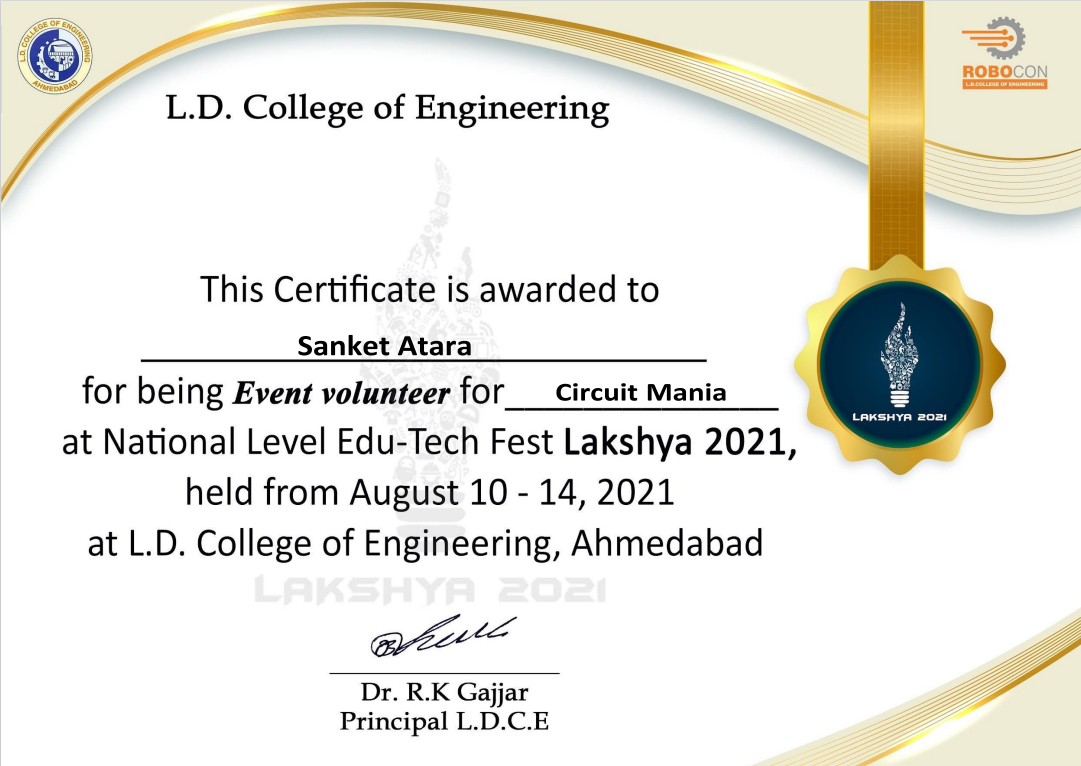 L.D. COLLEGE OF ENGINEERING
AHMEDABAD
ROBOCON
L.D.COLLEGE OF ENGINEERING
L.D. College of Engineering
This Certificate is awarded to
Sanket Atara
for being Event volunteer for Circuit Mania
at National Level Edu-Tech Fest Lakshya 2021,
held from August 10 - 14, 2021
at L.D. College of Engineering, Ahmedabad
LAKSHYA 2021
LAKSHYA 2021
Dr. R.K Gajjar
Principal L.D.C.E